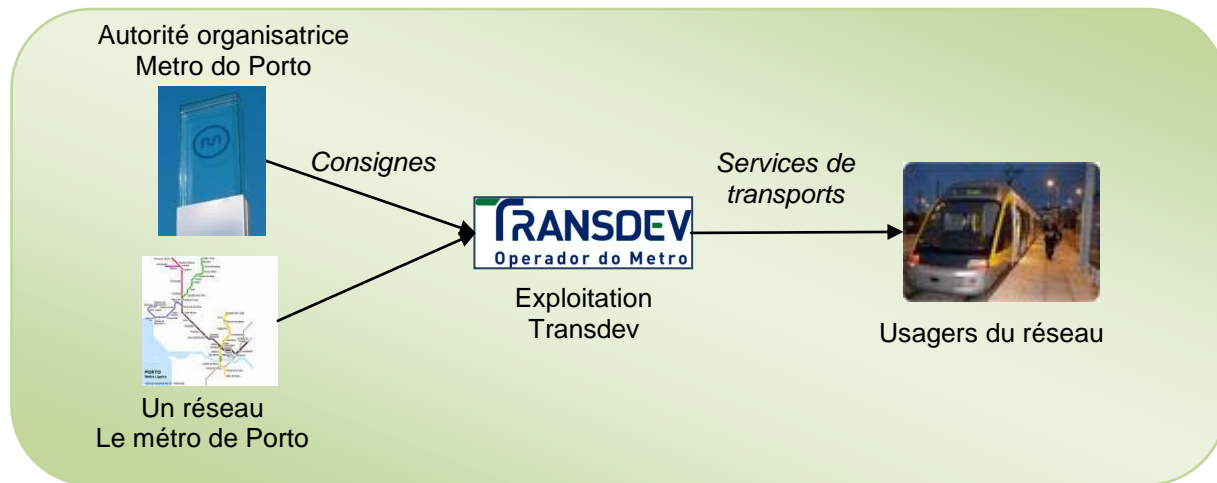 Autorité organisatrice
Metro do Porto
Consignes
Services de
transports
TRANSDEV
Operador do Metro
Exploitation
Transdev
Usagers du réseau
PORTO
Un réseau
Le métro de Porto